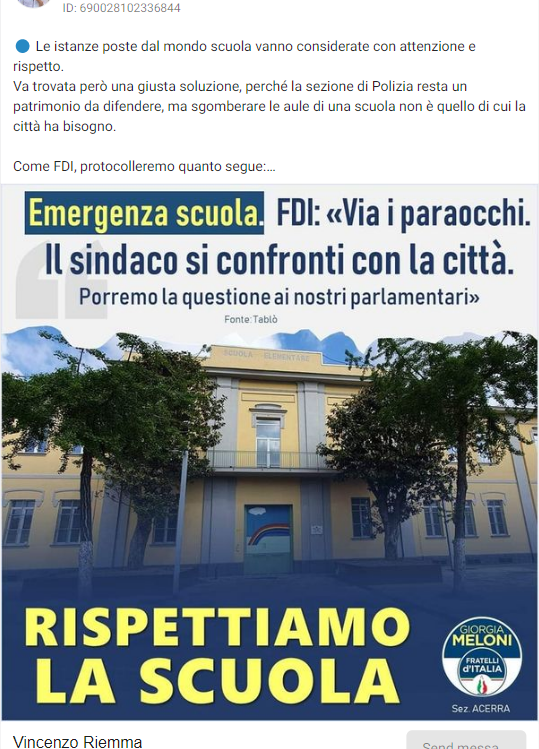 ID: 690028102336844
Le istanze poste dal mondo scuola vanno considerate con attenzione e
rispetto.
Va trovata però una giusta soluzione, perché la sezione di Polizia resta un
patrimonio da difendere, ma sgomberare le aule di una scuola non è quello di cui la
città ha bisogno.
Come FDI, protocolleremo quanto segue:...
Emergenza scuola. FDI: «Via i paraocchi.
Il sindaco si confronti con la città.
Porremo la questione ai nostri parlamentari»
Fonte: Tablò
SCUOLA ELEMENTARE
RISPETTIAMO
LA SCUOLA
GIORGIA
MELONI
FRATELLI
d'ITALIA
Sez. ACERRA
Vincenzo Riemma
Send messa